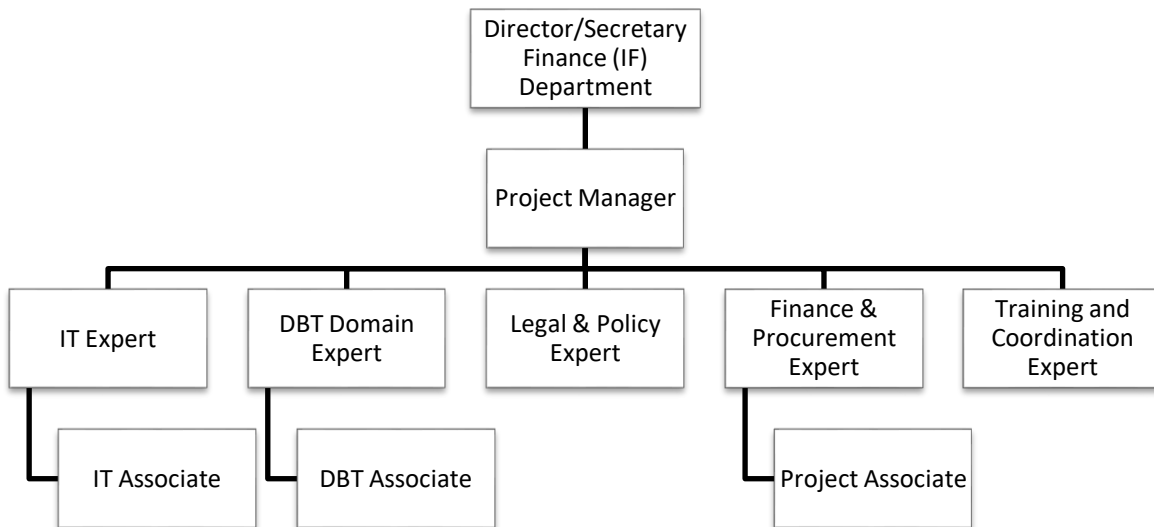 Director/Secretary
Finance (IF)
Department
Project Manager
IT Expert
DBT Domain
Expert
Legal & Policy
Expert
Finance &
Procurement
Expert
Training and
Coordination
Expert
IT Associate
DBT Associate
Project Associate